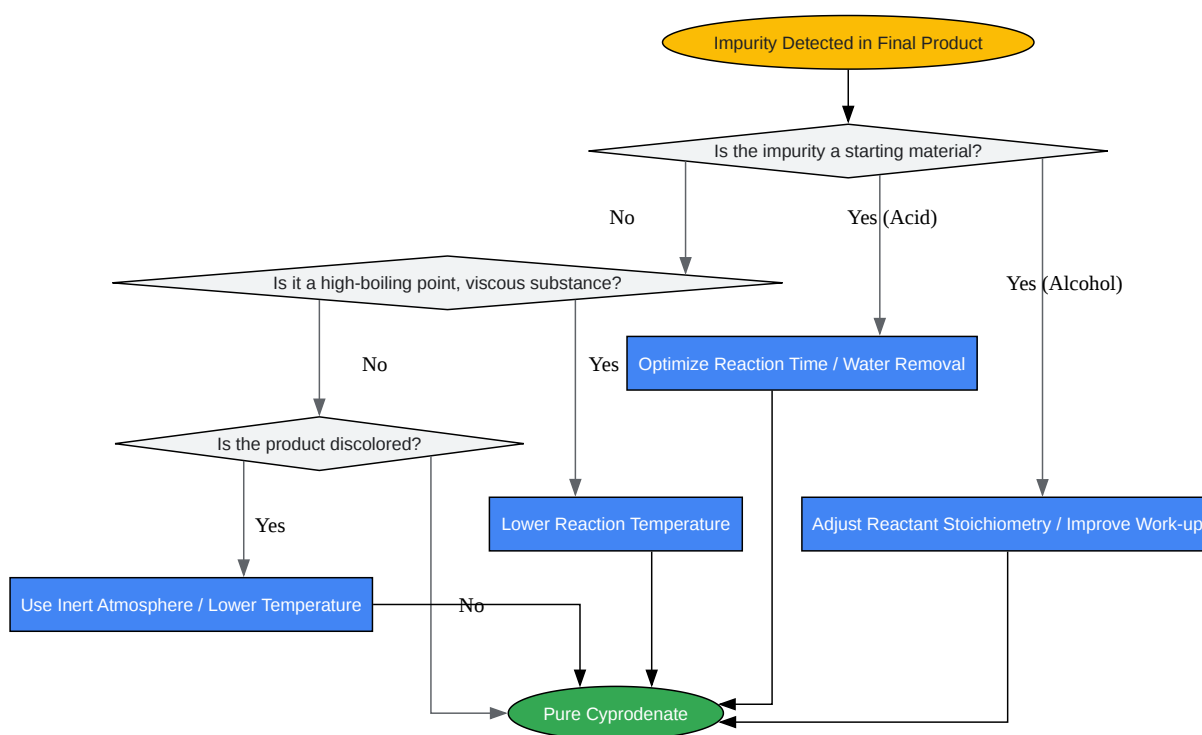 Impurity Detected in Final Product
Is the impurity a starting material?
No
Yes (Acid)
Is it a high-boiling point, viscous substance?
Yes (Alcohol)
No
Yes
Optimize Reaction Time / Water Removal
Is the product discolored?
Yes
Lower Reaction Temperature
Adjust Reactant Stoichiometry / Improve Work-up
Use Inert Atmosphere / Lower Temperature
No
Pure Cyprodenate